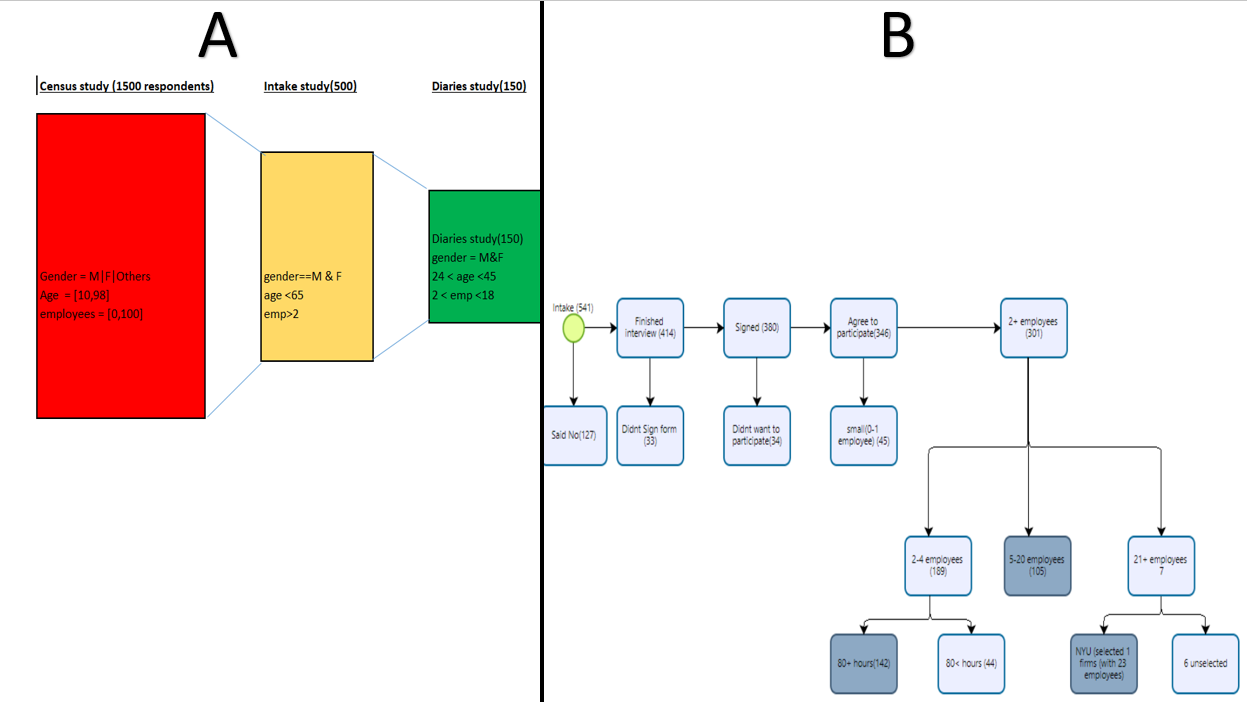 A
Census study (1500 respondents)
Intake study(500)
Diaries study(150)
Gender = M|F|Others
Age = [10,98]
employees = [0,100]
gender==M & F
age <65
emp>2
Diaries study(150)
gender = M&F
24 < age <45
2 < emp <18
B
Intake (541)
Finished
interview (414)
Signed (380)
Agree to
participate(346)
2+ employees
(301)
Said No(127)
Didnt Sign form
(33)
Didnt want to
participate(34)
small(0-1
employee) (45)
2-4 employees
(189)
5-20 employees
(105)
21+ employees
7
80+ hours(142)
80< hours (44)
NYU (selected 1
firms (with 23
employees)
6 unselected